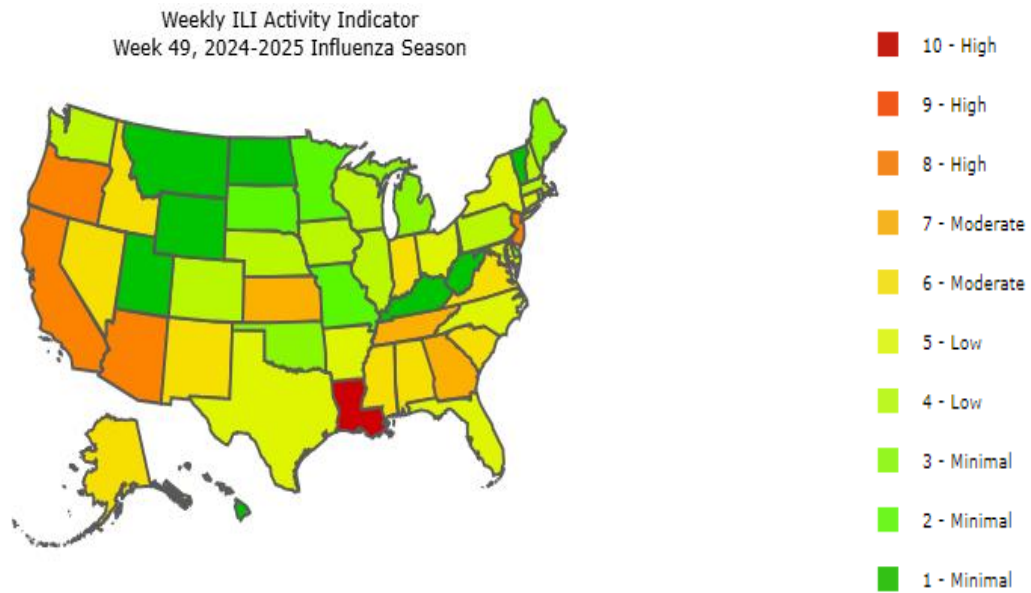 Weekly ILI Activity Indicator
Week 49, 2024-2025 Influenza Season
10 - High
9 - High
8 - High
7 - Moderate
6 - Moderate
5 - Low
4 - Low
3 - Minimal
2 - Minimal
1 - Minimal